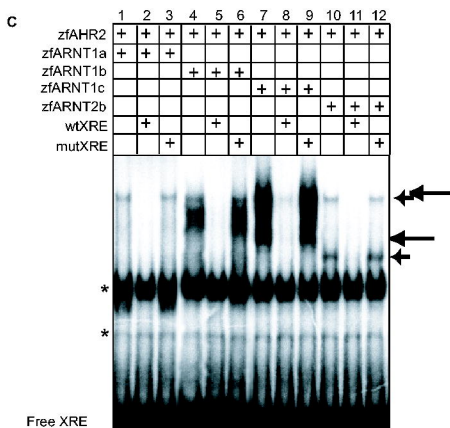 C
1 2 3 4 5 6 7 8 9 10 11 12
zfAHR2 + + + + + + + + + + + +
zfARNT1a + + +
zfARNT1b + + +
zfARNT1c + + +
zfARNT2b + + +
wtXRE + + + +
mutXRE + + + +
*
*
Free XRE